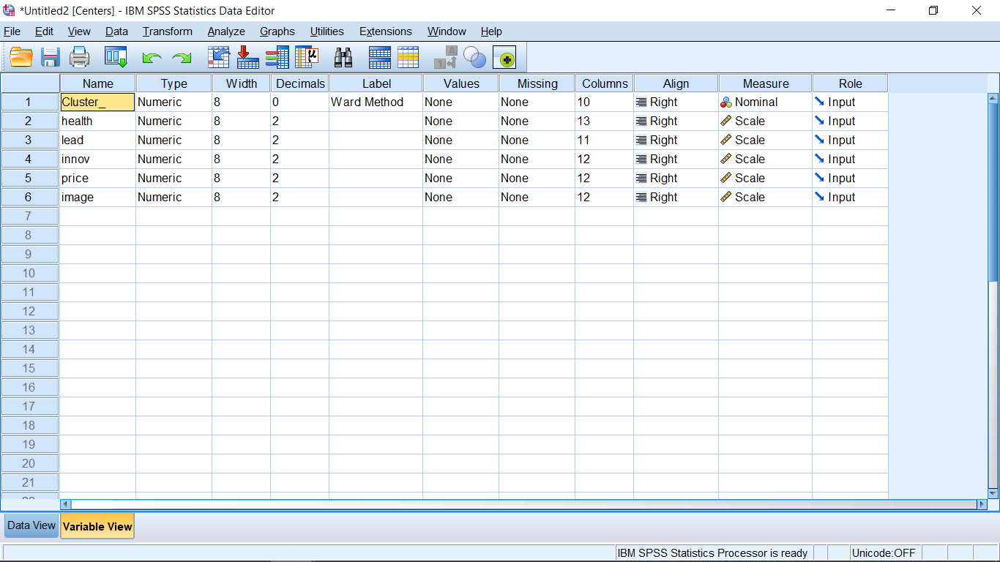 *Untitled2 [Centers] - IBM SPSS Statistics Data Editor
File Edit View Data Transform Analyze Graphs Utilities Extensions Window Help
Name Type Width Decimals Label Values Missing Columns Align Measure Role
1 Cluster_ Numeric 8 0 Ward Method None None 10 Right Nominal Input
2 health Numeric 8 2 None None 13 Right Scale Input
3 lead Numeric 8 2 None None 11 Right Scale Input
4 innov Numeric 8 2 None None 12 Right Scale Input
5 price Numeric 8 2 None None 12 Right Scale Input
6 image Numeric 8 2 None None 12 Right Scale Input
7
8
9
10
11
12
13
14
15
16
17
18
19
20
21
Data View Variable View
IBM SPSS Statistics Processor is ready Unicode:OFF